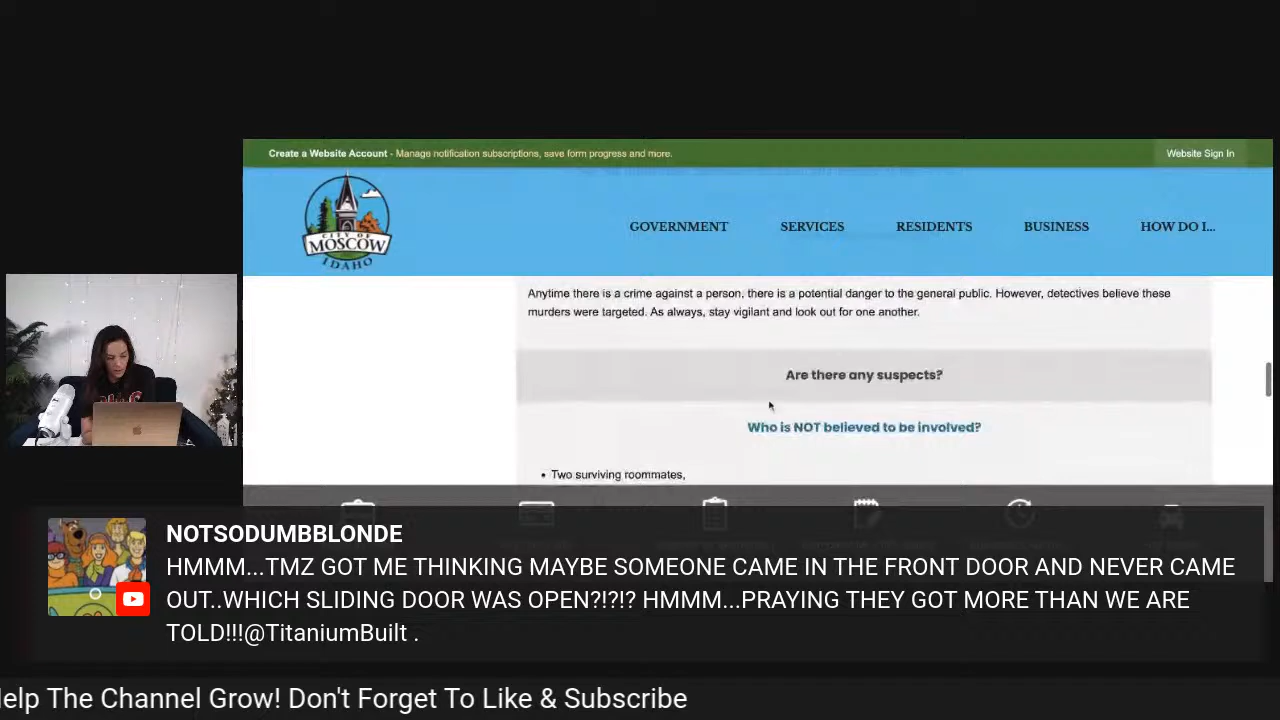 Create a Website Account - Manage notification subscriptions, save form progress and more.
Website Sign In
CITY OF
MOSCOW
IDAHO
GOVERNMENT
SERVICES
RESIDENTS
BUSINESS
HOW DO I...
Anytime there is a crime against a person, there is a potential danger to the general public. However, detectives believe these
murders were targeted. As always, stay vigilant and look out for one another.
Are there any suspects?
Who is NOT believed to be involved?
• Two surviving roommates,
NOTSODUMBBLONDE
HMMM...TMZ GOT ME THINKING MAYBE SOMEONE CAME IN THE FRONT DOOR AND NEVER CAME
OUT..WHICH SLIDING DOOR WAS OPEN?!?!? HMMM...PRAYING THEY GOT MORE THAN WE ARE
TOLD!!!@TitaniumBuilt .
elp The Channel Grow! Don't Forget To Like & Subscribe